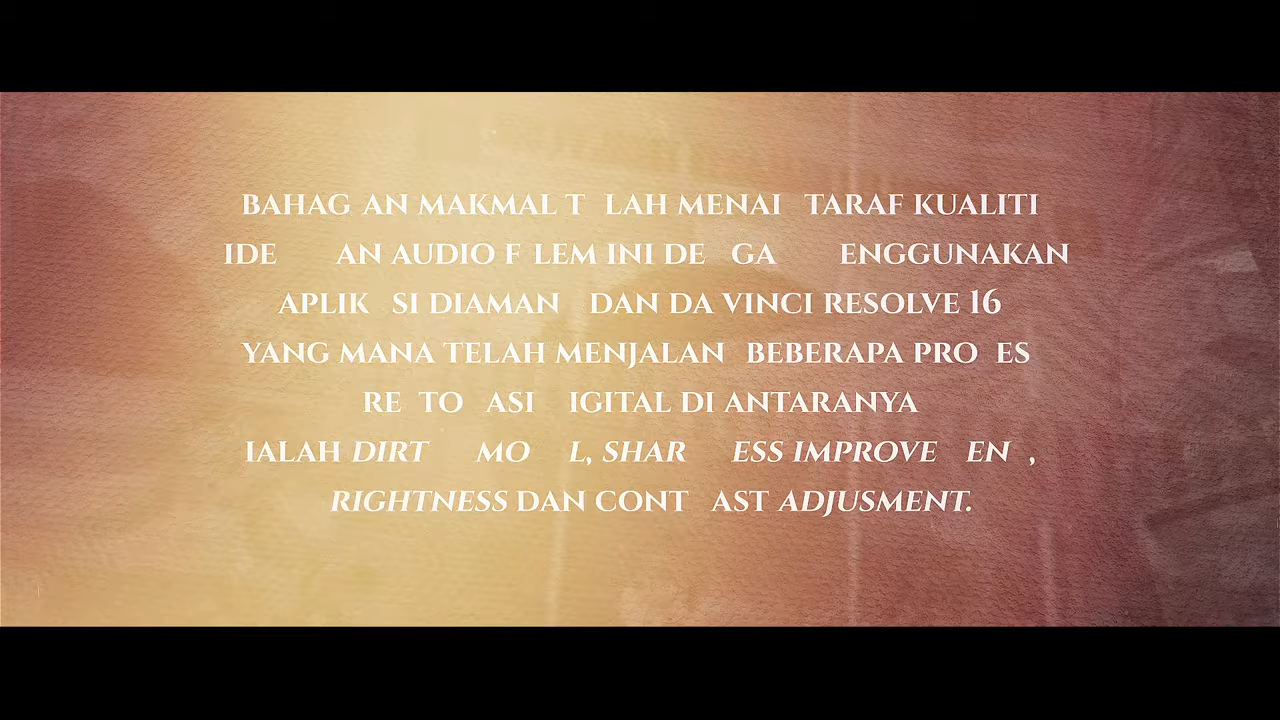 BAHAG AN MAKMAL T LAH MENAI TARAF KUALITI
IDE AN AUDIO F LEM INI DE GA ENGGUNAKAN
APLIK SI DIAMAN DAN DA VINCI RESOLVE 16
YANG MANA TELAH MENJALAN BEBERAPA PRO ES
RE TO ASI IGITAL DI ANTARANYA
IALAH DIRT MO L, SHAR ESS IMPROVE EN ,
RIGHTNESS DAN CONT AST ADJUSMENT.